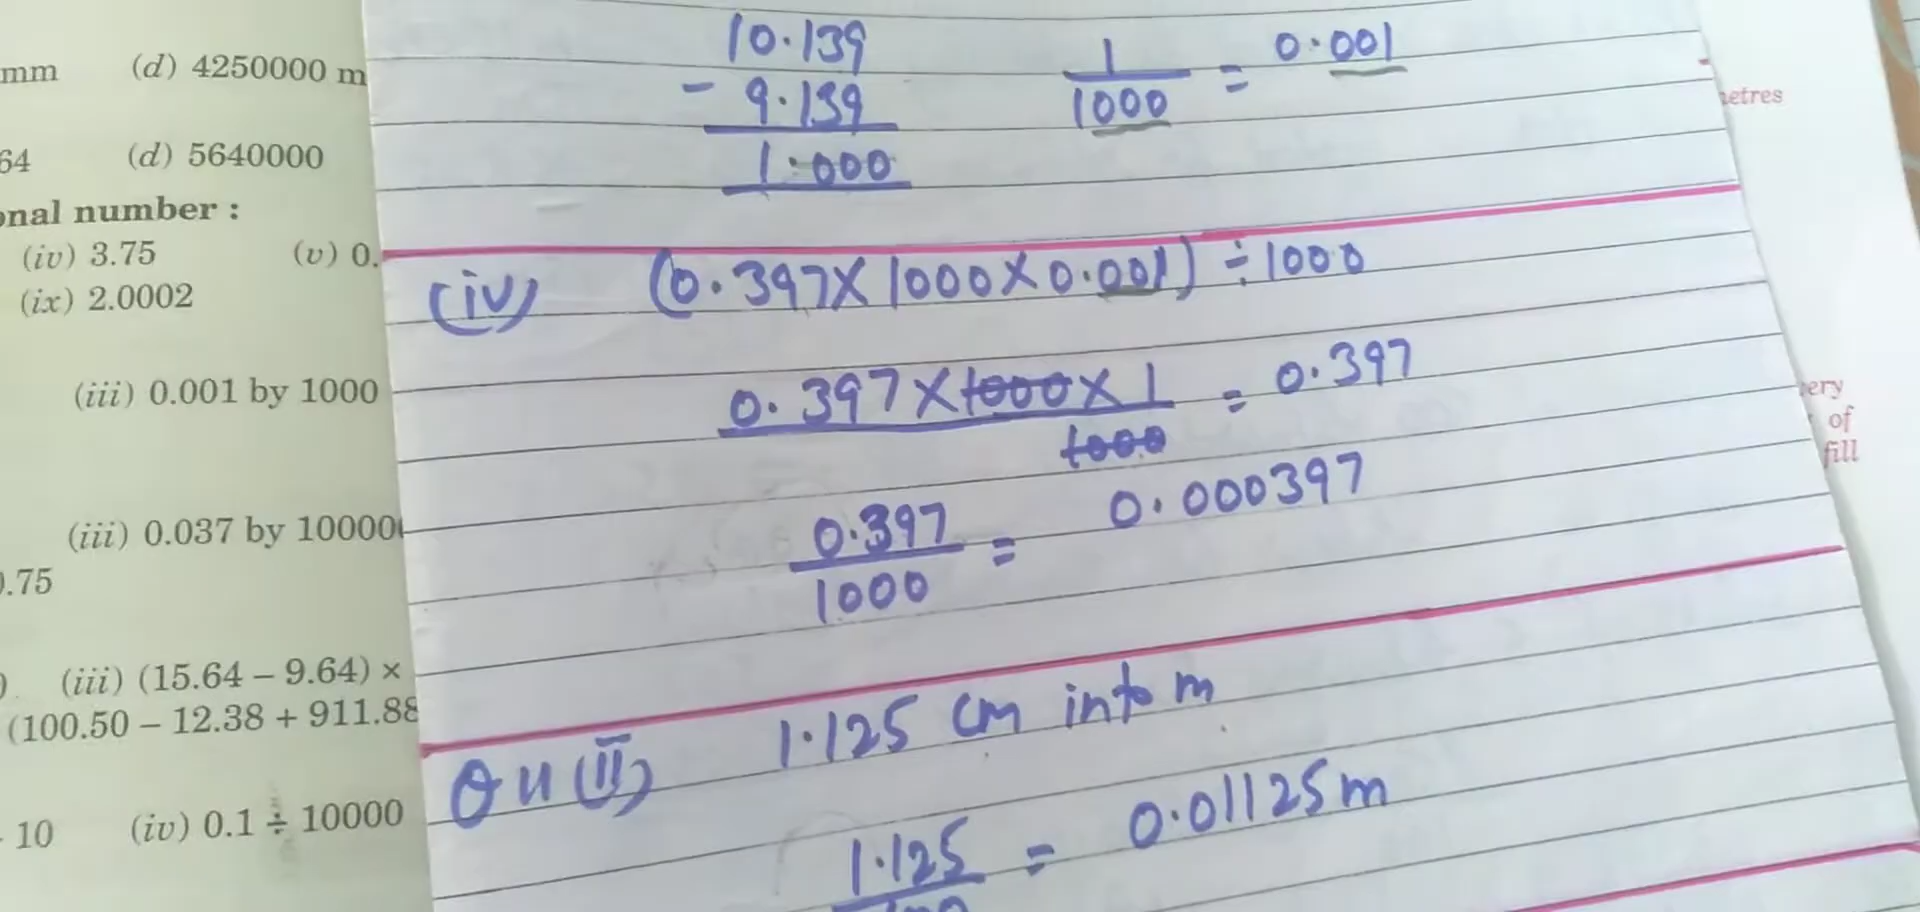 mm (d) 4250000 m
64 (d) 5640000
onal number :
(iv) 3.75 (v) 0.
(ix) 2.0002
(iii) 0.001 by 1000
(iii) 0.037 by 10000
0.75
(iii) (15.64 – 9.64) ×
(100.50 – 12.38 + 911.88
10 (iv) 0.1 ÷ 10000
10.139
- 9.139
1.000
1
1000
= 0.001
(iv) (0.397 × 1000 × 0.001) ÷ 1000
0.397 × 1000 × 1
1000
= 0.397
0.397
1000
= 0.000397
Q 4 (ii) 1.125 cm into m
1.125 = 0.01125 m
etres
ery
of
fill